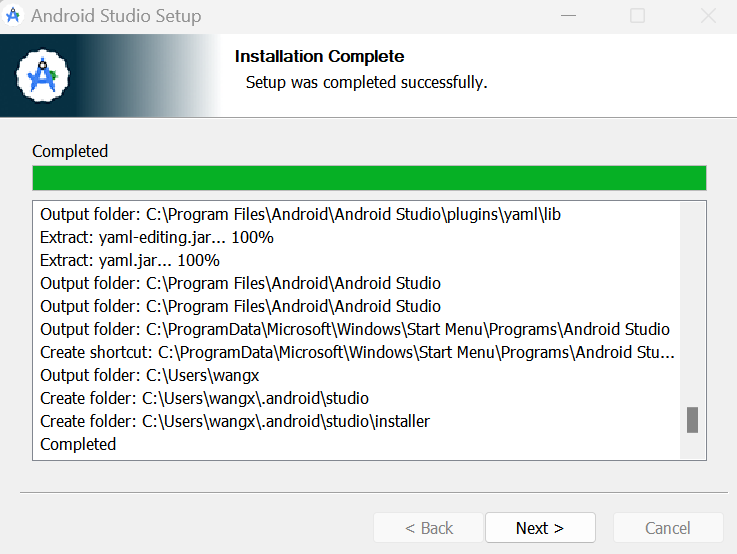 Android Studio Setup
Installation Complete
Setup was completed successfully.
Completed
Output folder: C:\Program Files\Android\Android Studio\plugins\yaml\lib
Extract: yaml-editing.jar... 100%
Extract: yaml.jar... 100%
Output folder: C:\Program Files\Android\Android Studio
Output folder: C:\Program Files\Android\Android Studio
Output folder: C:\ProgramData\Microsoft\Windows\Start Menu\Programs\Android Studio
Create shortcut: C:\ProgramData\Microsoft\Windows\Start Menu\Programs\Android Stu...
Output folder: C:\Users\wangx
Create folder: C:\Users\wangx\.android\studio
Create folder: C:\Users\wangx\.android\studio\installer
Completed
< Back
Next >
Cancel